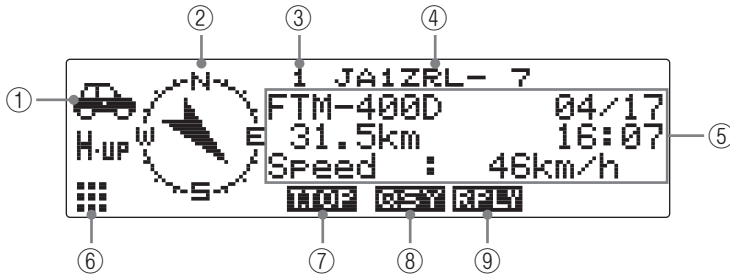 ② ③ ④
1 JA1ZRL- 7
① N
FTM-400D 04/17
H-UP W E 31.5km 16:07 ⑤
Speed : 46km/h
S
T.TOP QSY RPLY
⑥ ⑦ ⑧ ⑨